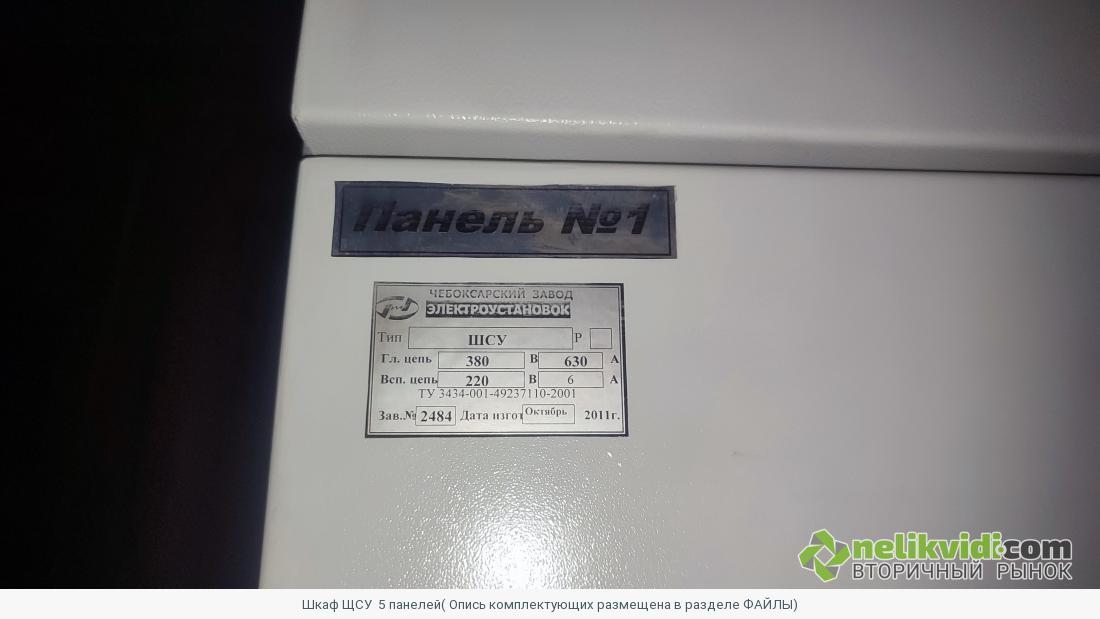 Панель №1
ЧЕБОКСАРСКИЙ ЗАВОД
ЭЛЕКТРОУСТАНОВОК
Тип ШСУ Р
Гл. цепь 380 В 630 А
Всп. цепь 220 В 6 А
ТУ 3434-001-49237110-2001
Зав.№ 2484 Дата изгот Октябрь 2011г.
nelikvidi.com
ВТОРИЧНЫЙ РЫНОК
Шкаф ЩСУ 5 панелей( Опись комплектующих размещена в разделе ФАЙЛЫ)